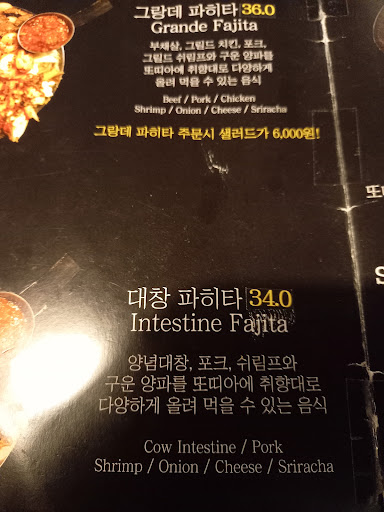 그랑데 파히타 36.0
Grande Fajita
부채살, 그릴드 치킨, 포크,
그릴드 쉬림프와 구운 양파를
또띠아에 취향대로 다양하게
올려 먹을 수 있는 음식
Beef / Pork / Chicken
Shrimp / Onion / Cheese / Sriracha
그랑데 파히타 주문시 샐러드가 6,000원!
또
S
대창 파히타 34.0
Intestine Fajita
양념대창, 포크, 쉬림프와
구운 양파를 또띠아에 취향대로
다양하게 올려 먹을 수 있는 음식
Cow Intestine / Pork
Shrimp / Onion / Cheese / Sriracha